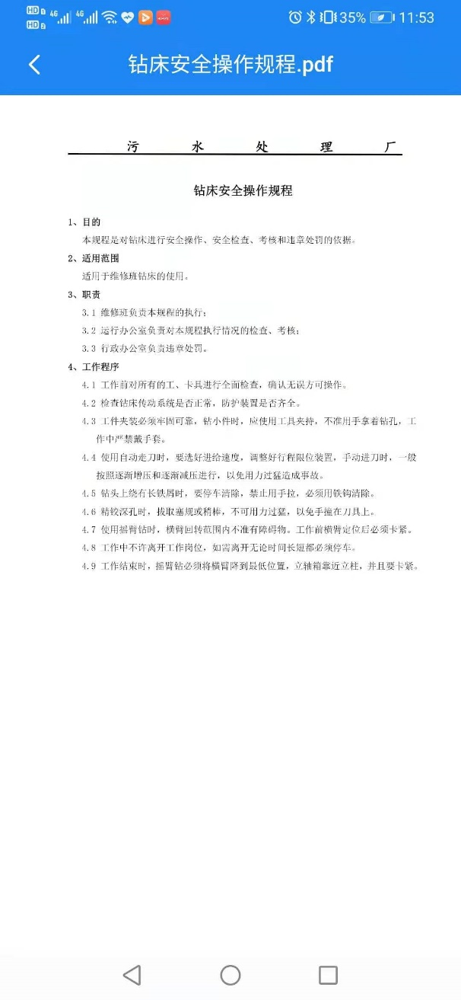 HD 1 4G 4G HUAWEI 35% 11:53
HD 2
钻床安全操作规程.pdf
污 水 处 理 厂
钻床安全操作规程
1、目的
本规程是对钻床进行安全操作、安全检查、考核和违章处罚的依据。
2、适用范围
适用于维修班钻床的使用。
3、职责
3.1 维修班负责本规程的执行;
3.2 运行办公室负责对本规程执行情况的检查、考核;
3.3 行政办公室负责违章处罚。
4、工作程序
4.1 工作前对所有的工、卡具进行全面检查，确认无误方可操作。
4.2 检查钻床传动系统是否正常，防护装置是否齐全。
4.3 工件夹装必须牢固可靠，钻小件时，应使用工具夹持，不准用手拿着钻孔，工
作中严禁戴手套。
4.4 使用自动走刀时，要选好进给速度，调整好行程限位装置，手动进刀时，一般
按照逐渐增压和逐渐减压进行，以免用力过猛造成事故。
4.5 钻头上绕有长铁屑时，要停车清除，禁止用手拉，必须用铁钩清除。
4.6 精铰深孔时，拔取塞规或稍棒，不可用力过猛，以免手撞在刀具上。
4.7 使用摇臂钻时，横臂回转范围内不准有障碍物。工作前横臂定位后必须卡紧。
4.8 工作中不许离开工作岗位，如需离开无论时间长短都必须停车。
4.9 工作结束时，摇臂钻必须将横臂降到最低位置，立轴箱靠近立柱，并且要卡紧。